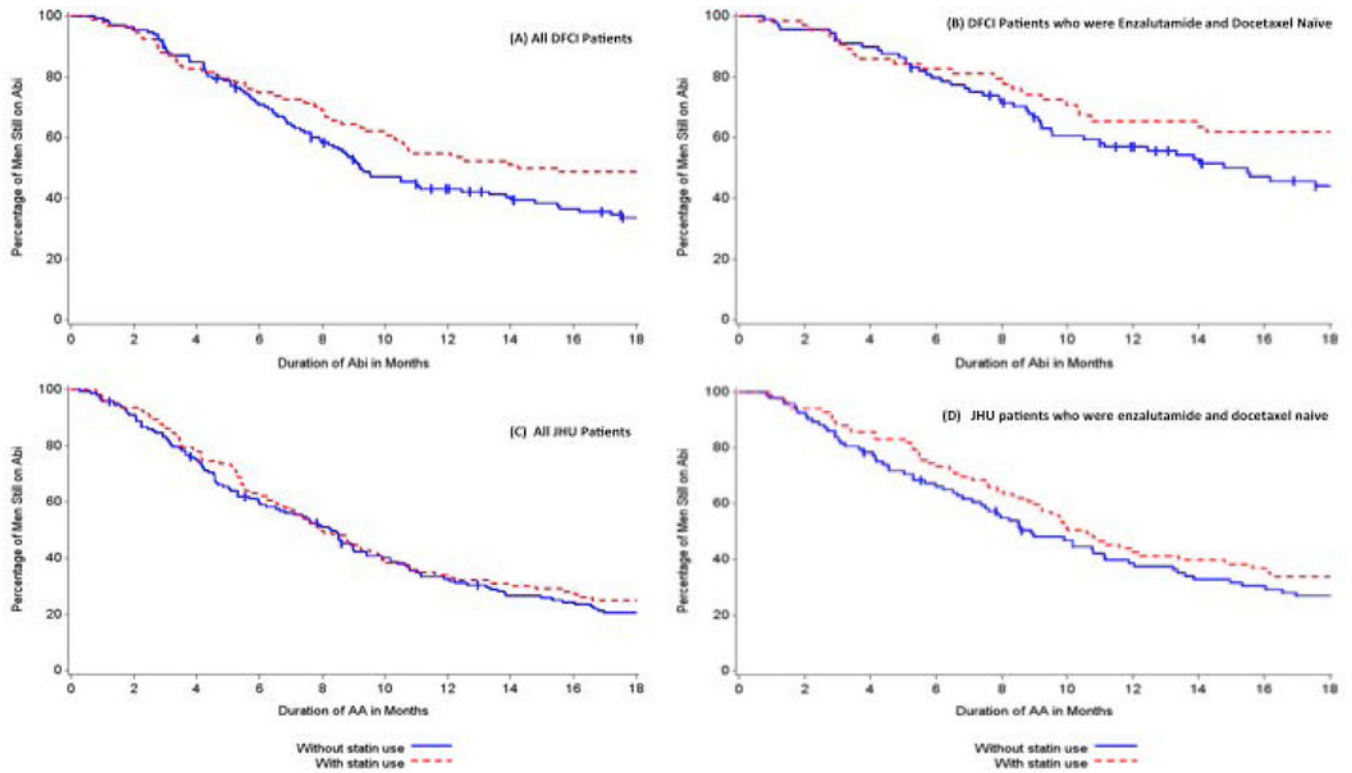 (A) All DFCI Patients
Percentage of Men Still on Abi
100
80
60
40
20
0
0 2 4 6 8 10 12 14 16 18
Duration of Abi in Months
(B) DFCI Patients who were Enzalutamide and Docetaxel Naïve
Percentage of Men Still on Abi
100
80
60
40
20
0
0 2 4 6 8 10 12 14 16 18
Duration of Abi in Months
(C) All JHU Patients
Percentage of Men Still on Abi
100
80
60
40
20
0
0 2 4 6 8 10 12 14 16 18
Duration of AA in Months
Without statin use
With statin use
(D) JHU patients who were enzalutamide and docetaxel naive
Percentage of Men Still on Abi
100
80
60
40
20
0
0 2 4 6 8 10 12 14 16 18
Duration of AA in Months
Without statin use
With statin use